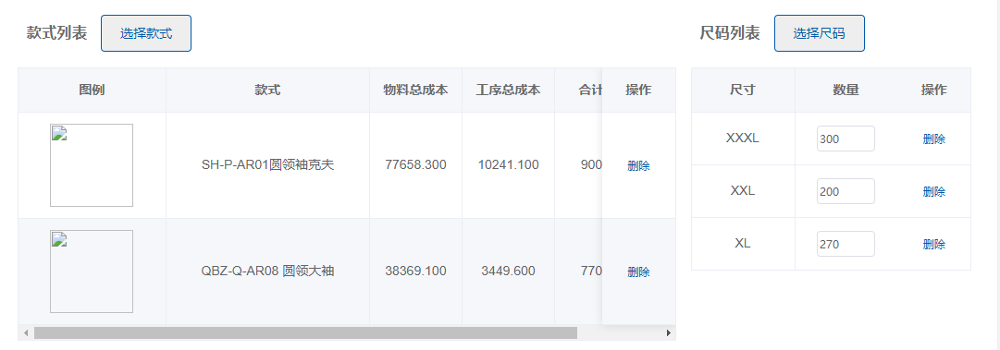 款式列表 选择款式
图例 款式 物料总成本 工序总成本 合计 操作
SH-P-AR01圆领袖克夫 77658.300 10241.100 900 删除
QBZ-Q-AR08 圆领大袖 38369.100 3449.600 770 删除
尺码列表 选择尺码
尺寸 数量 操作
XXXL 300 删除
XXL 200 删除
XL 270 删除